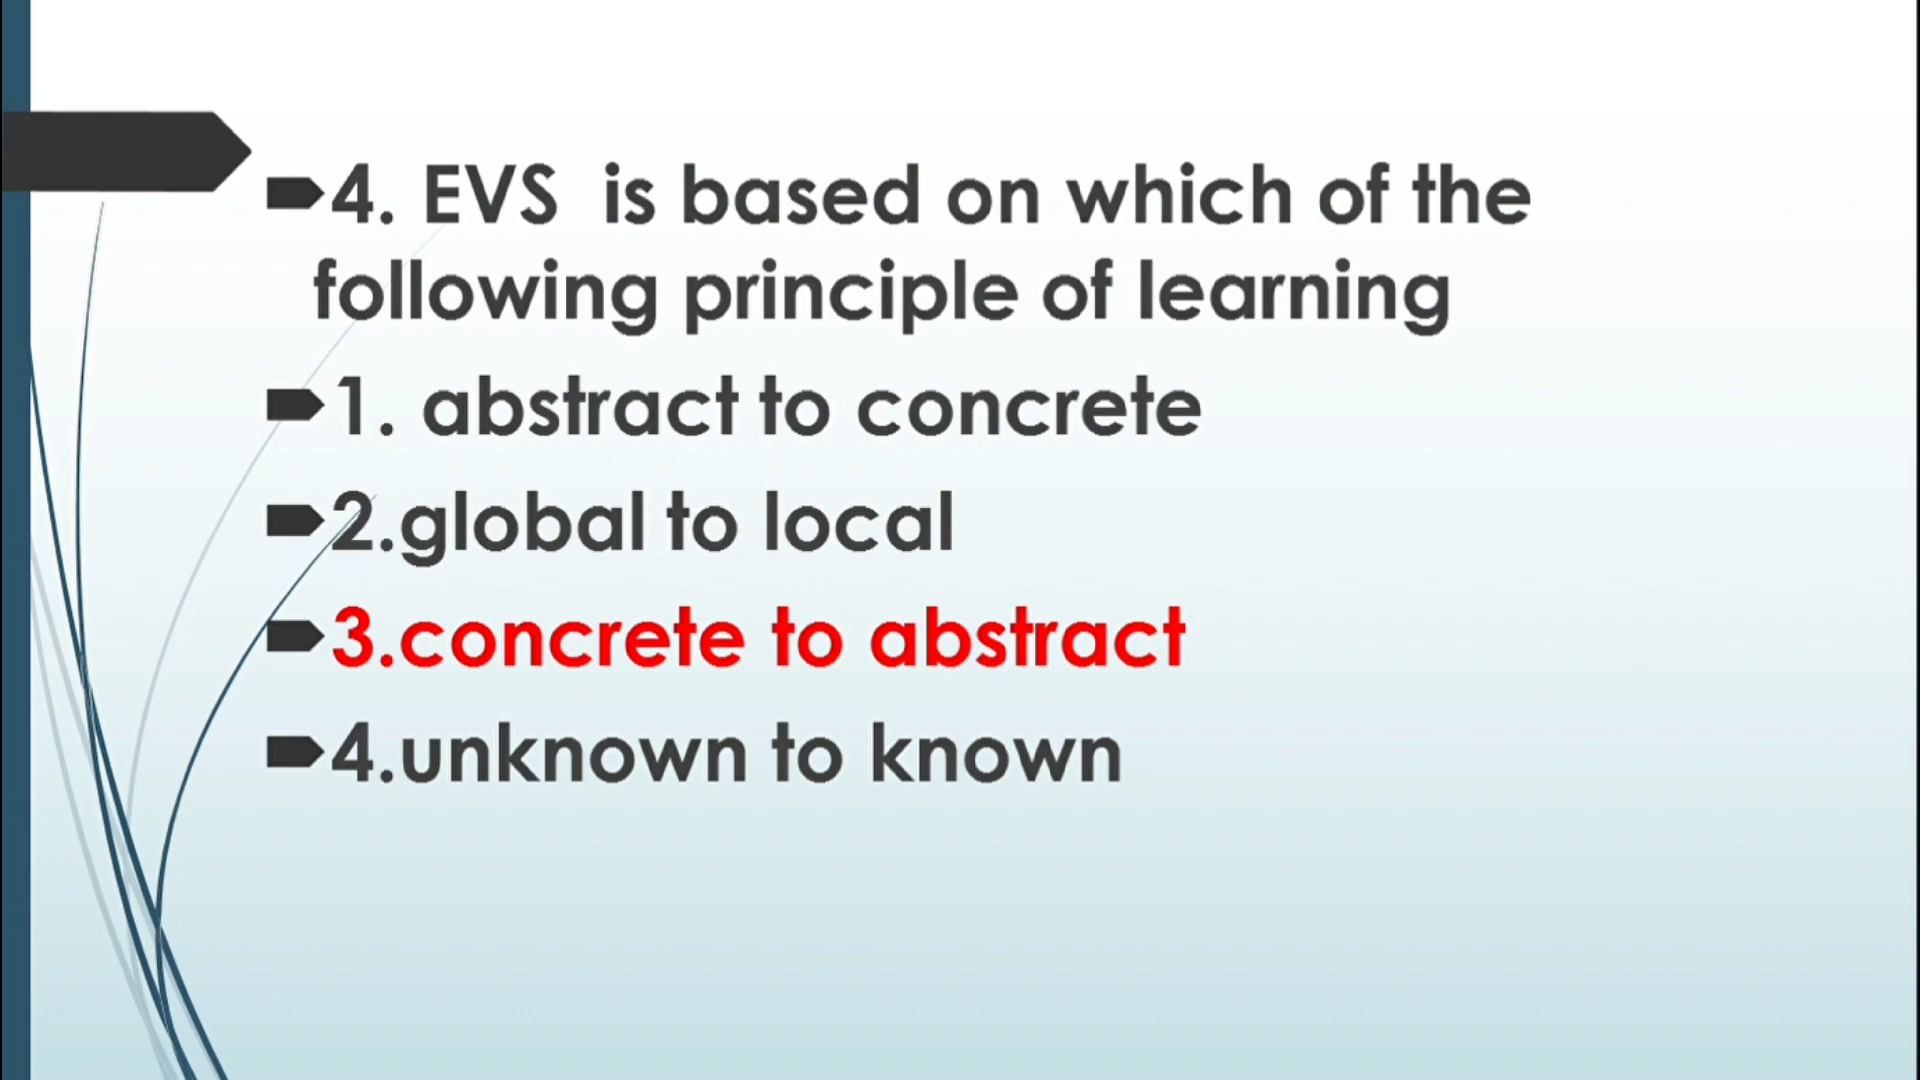 4. EVS is based on which of the
following principle of learning
1. abstract to concrete
2.global to local
3.concrete to abstract
4.unknown to known